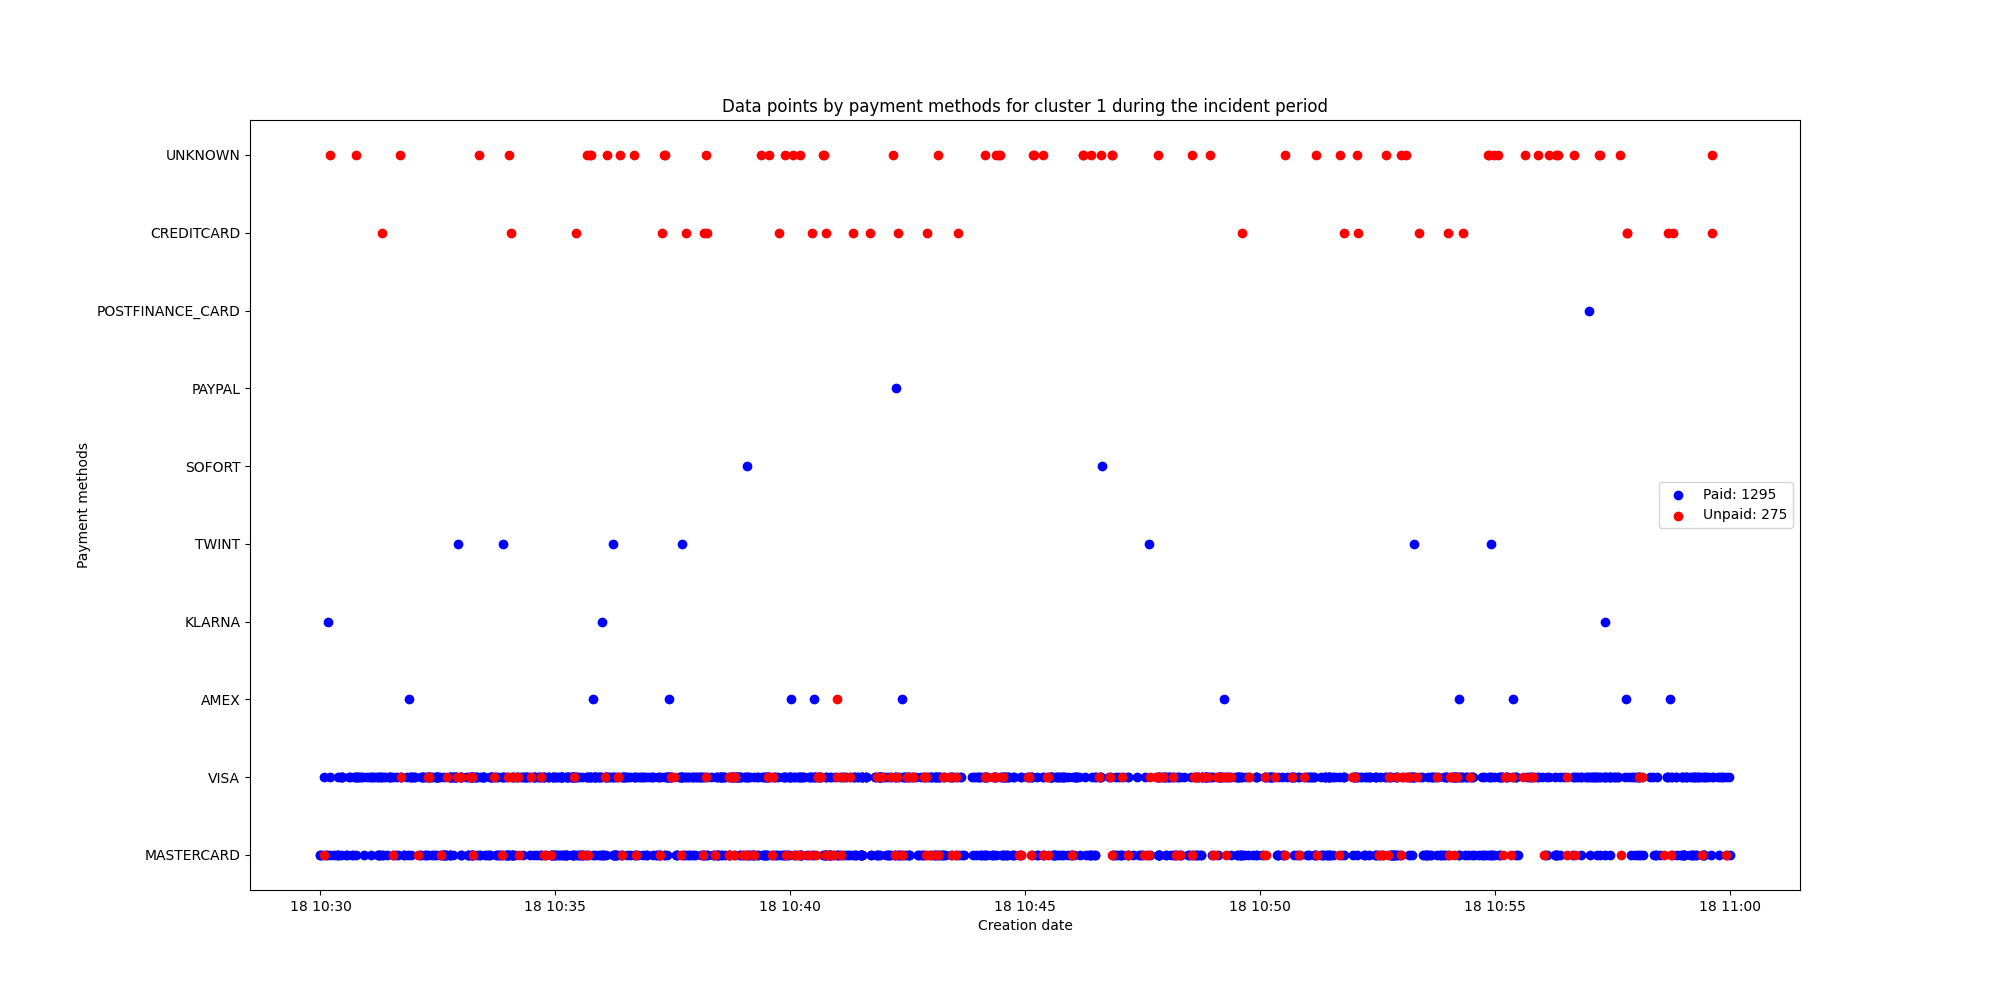 Data points by payment methods for cluster 1 during the incident period
UNKNOWN
CREDITCARD
POSTFINANCE_CARD
PAYPAL
SOFORT
TWINT
KLARNA
AMEX
VISA
MASTERCARD
Payment methods
Paid: 1295
Unpaid: 275
18 10:30
18 10:35
18 10:40
18 10:45
18 10:50
18 10:55
18 11:00
Creation date